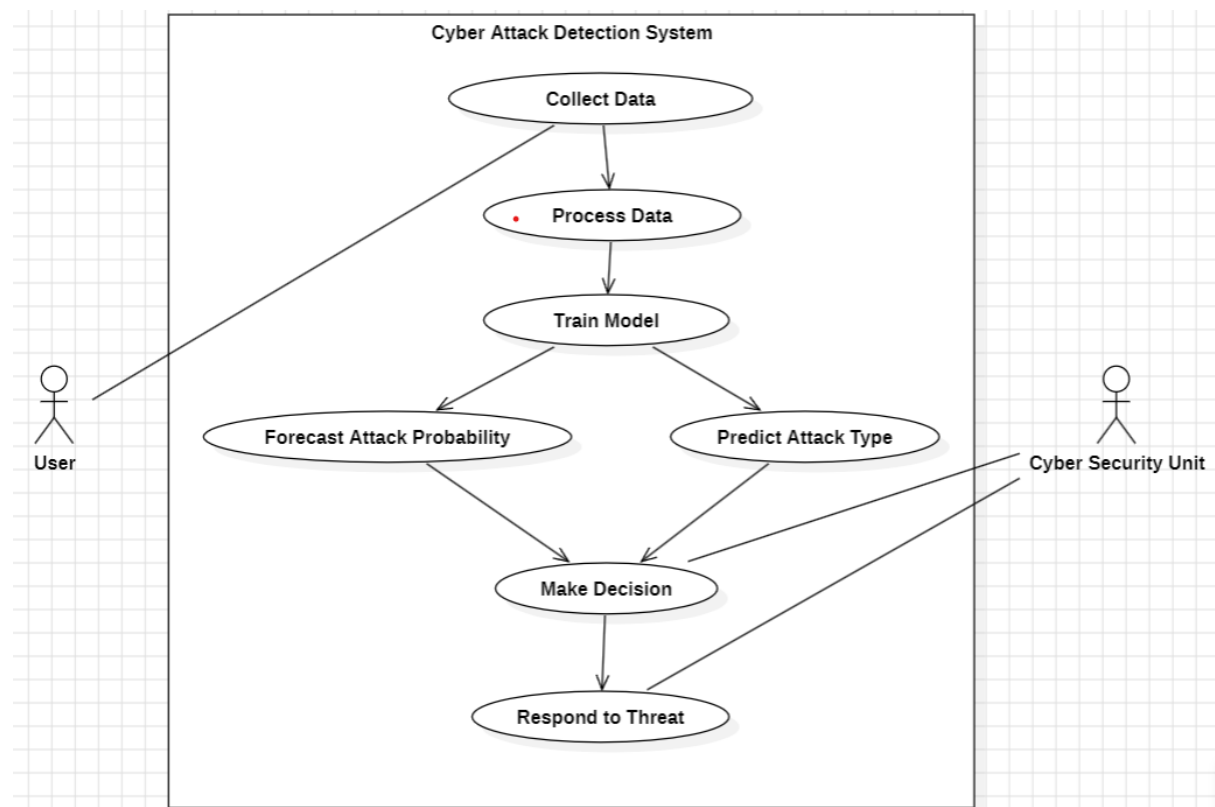 Cyber Attack Detection System
Collect Data
Process Data
Train Model
Forecast Attack Probability
Predict Attack Type
User
Cyber Security Unit
Make Decision
Respond to Threat